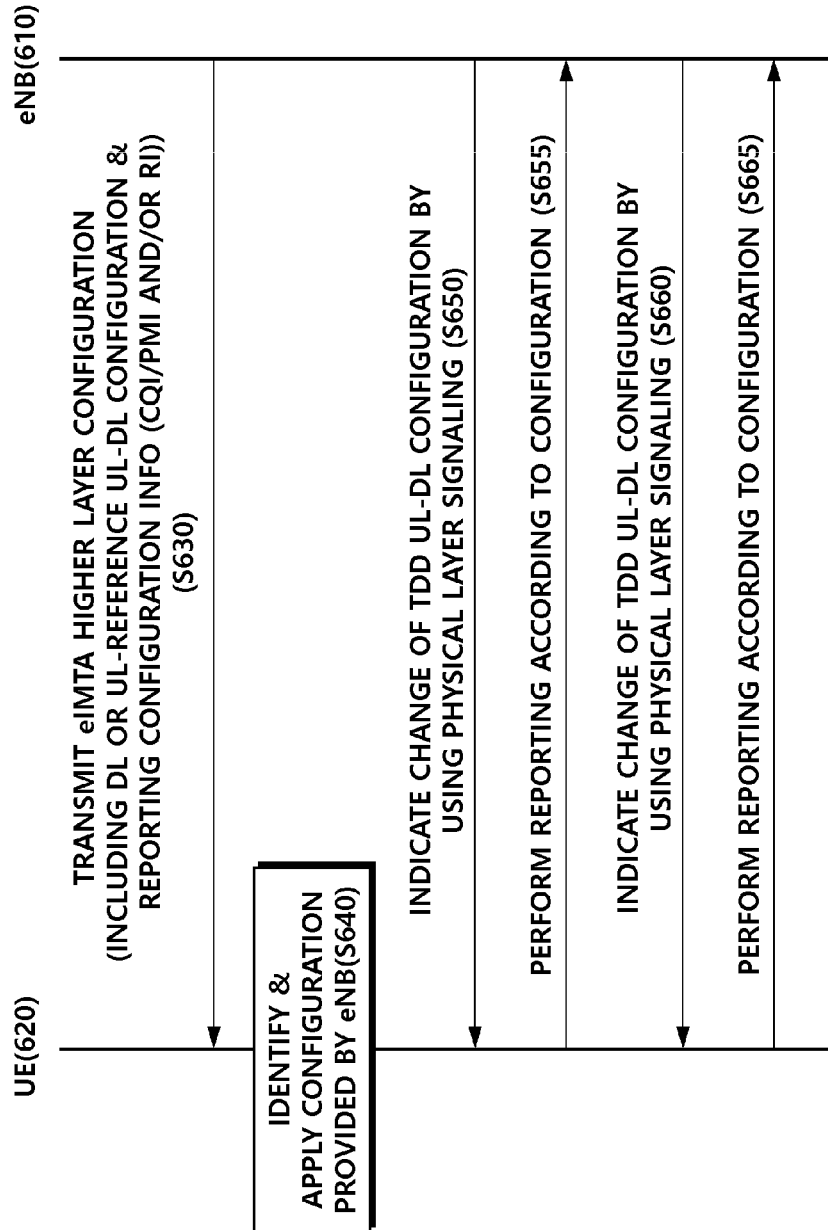 UE(620)
eNB(610)
TRANSMIT eIMTA HIGHER LAYER CONFIGURATION
(INCLUDING DL OR UL-REFERENCE UL-DL CONFIGURATION &
REPORTING CONFIGURATION INFO (CQI/PMI AND/OR RI))
(S630)
IDENTIFY &
APPLY CONFIGURATION
PROVIDED BY eNB(S640)
INDICATE CHANGE OF TDD UL-DL CONFIGURATION BY
USING PHYSICAL LAYER SIGNALING (S650)
PERFORM REPORTING ACCORDING TO CONFIGURATION (S655)
INDICATE CHANGE OF TDD UL-DL CONFIGURATION BY
USING PHYSICAL LAYER SIGNALING (S660)
PERFORM REPORTING ACCORDING TO CONFIGURATION (S665)